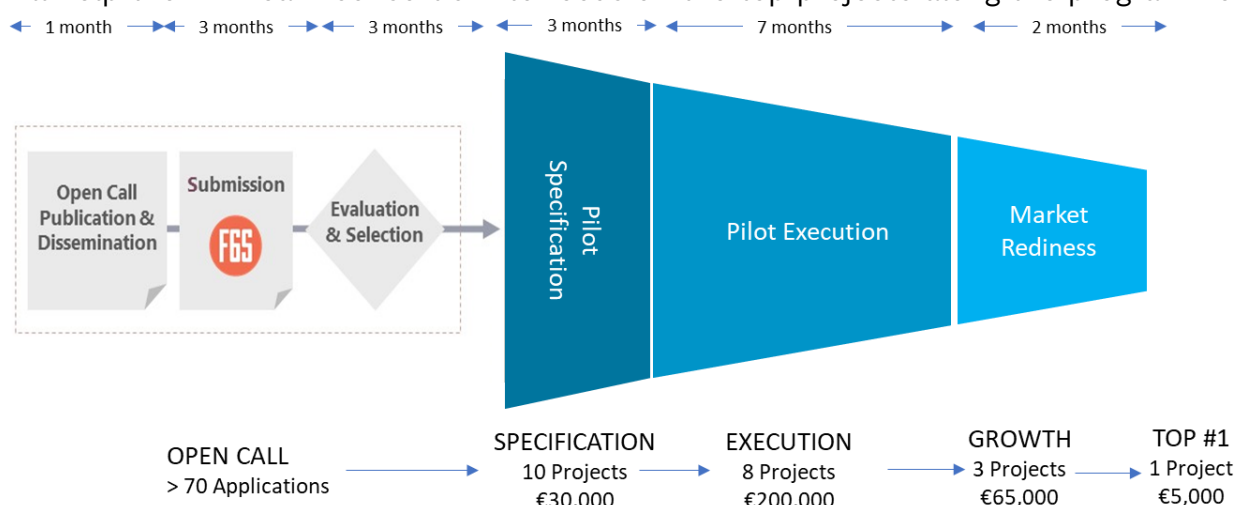 1 month
3 months
3 months
3 months
7 months
2 months
Open Call
Publication &
Dissemination
Submission
F6S
Evaluation
& Selection
Pilot
Specification
Pilot Execution
Market
Rediness
OPEN CALL
> 70 Applications
SPECIFICATION
10 Projects
€30,000
EXECUTION
8 Projects
€200,000
GROWTH
3 Projects
€65,000
TOP #1
1 Project
€5,000